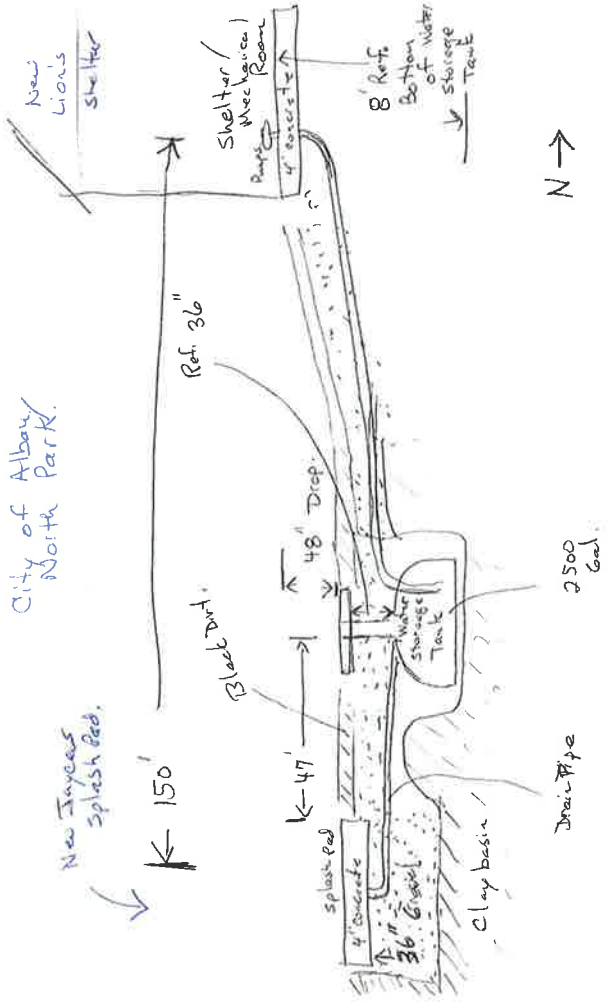 City of Albany/
North Park.
New Jaycees
Splash Pad.
New
Lion's
Shelter
150'
Shelter/
Mechanical
Room
Pumps
4' concrete
8' Ref.
Bottom
of water
Storage
Tank
Ref. 36"
48" Drop.
Black Dirt.
47'
Splash Pad
4' concrete
36" Gravel
Water
Storage
Tank
Clay basin
Drain Pipe
2500
Gal.
N →